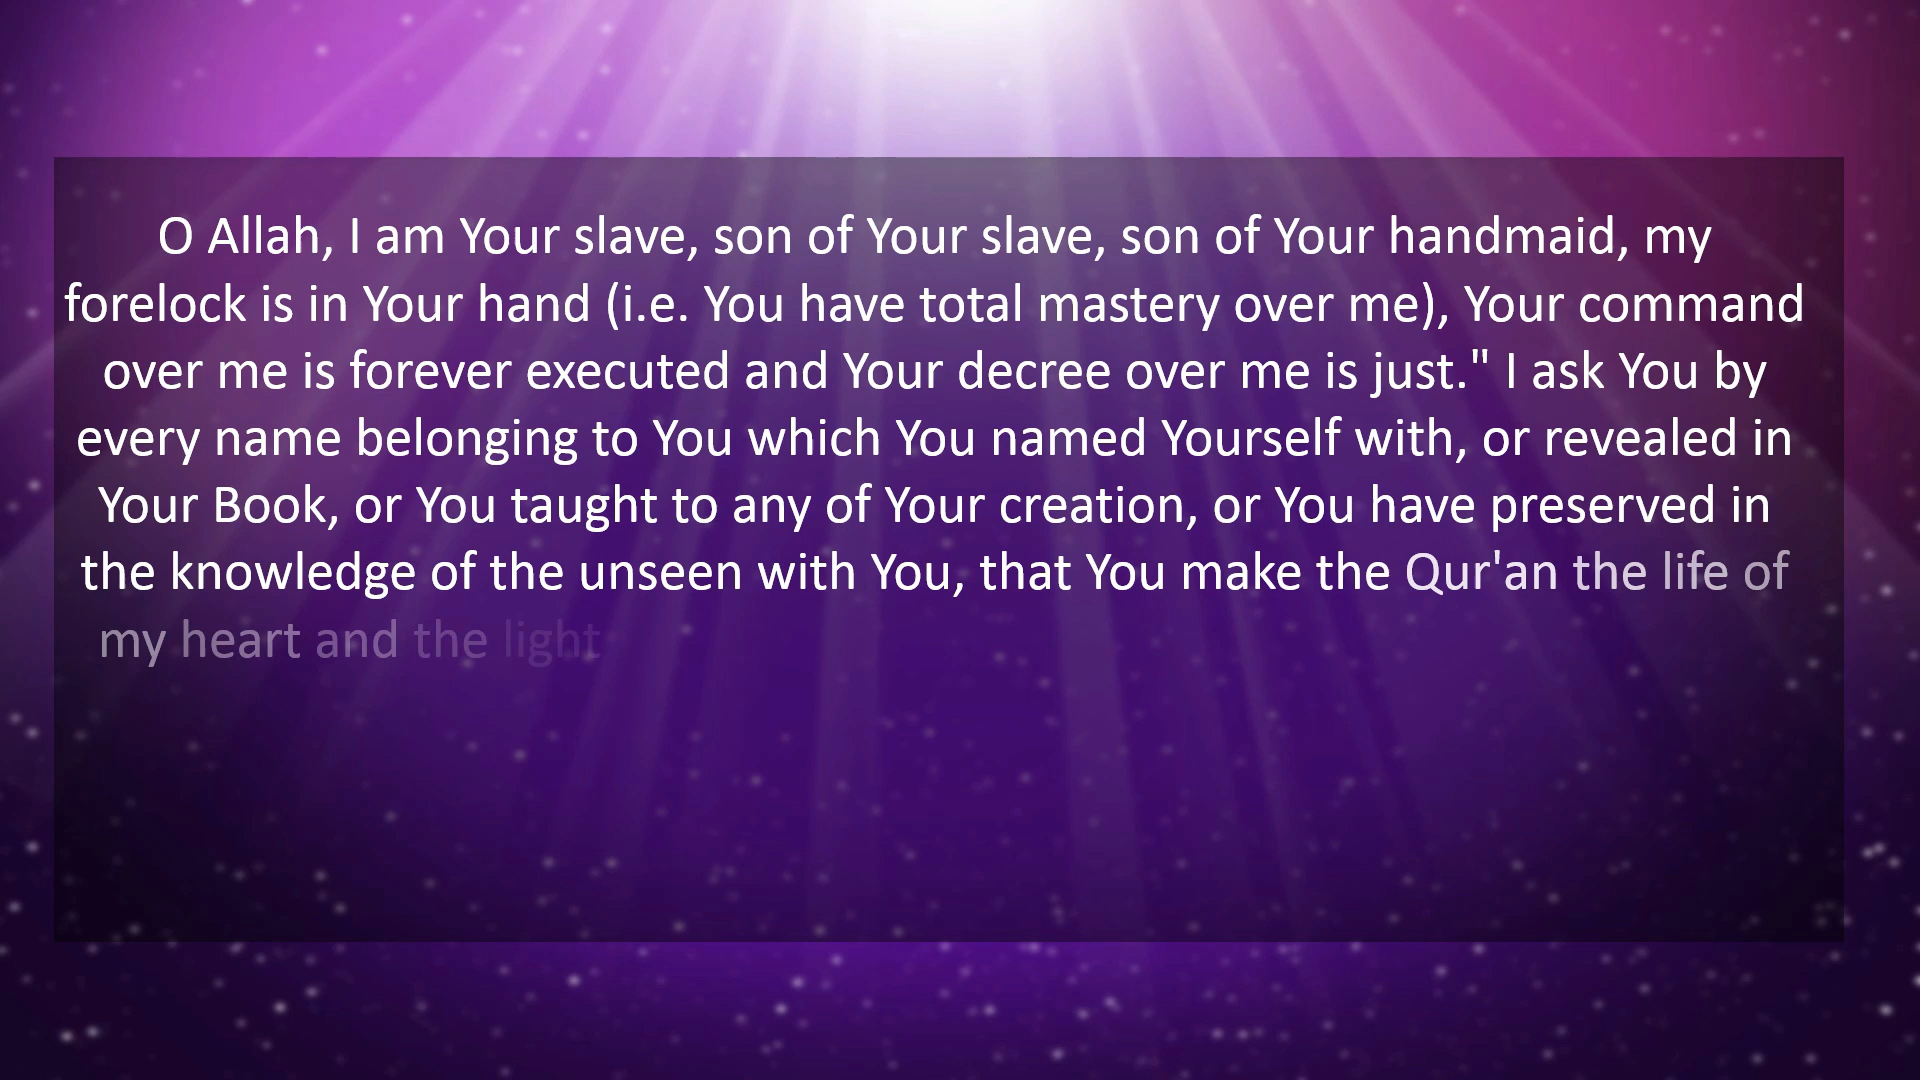 O Allah, I am Your slave, son of Your slave, son of Your handmaid, my
forelock is in Your hand (i.e. You have total mastery over me), Your command
over me is forever executed and Your decree over me is just." I ask You by
every name belonging to You which You named Yourself with, or revealed in
Your Book, or You taught to any of Your creation, or You have preserved in
the knowledge of the unseen with You, that You make the Qur'an the life of
my heart and the light